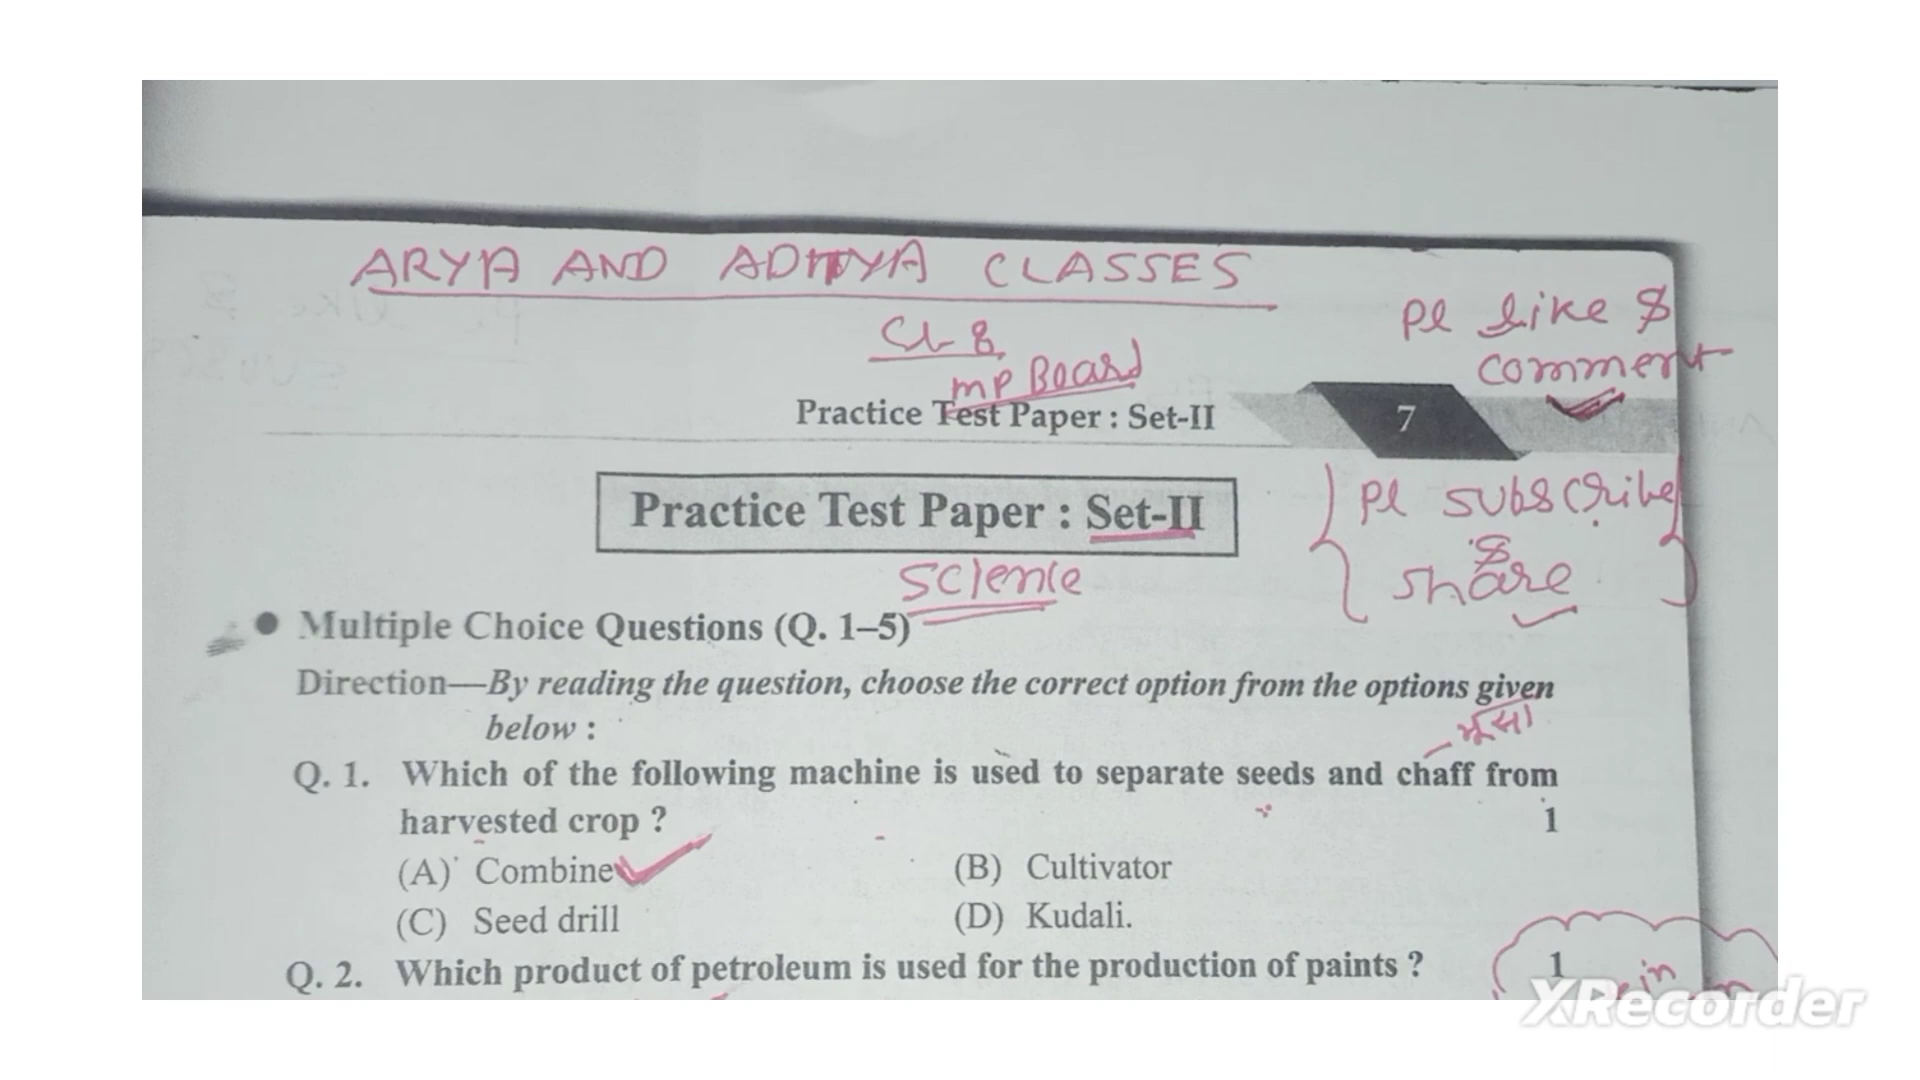 ARYA AND ADITYA CLASSES
CL 8
MP Board
pl like &
comment
Practice Test Paper : Set-II
7
Practice Test Paper : Set-II
pl subscribe
&
share
Science
● Multiple Choice Questions (Q. 1–5)
Direction—By reading the question, choose the correct option from the options given
below :
Q. 1. Which of the following machine is used to separate seeds and chaff from
harvested crop ? 1
(A) Combine (B) Cultivator
(C) Seed drill (D) Kudali.
Q. 2. Which product of petroleum is used for the production of paints ? 1
XRecorder